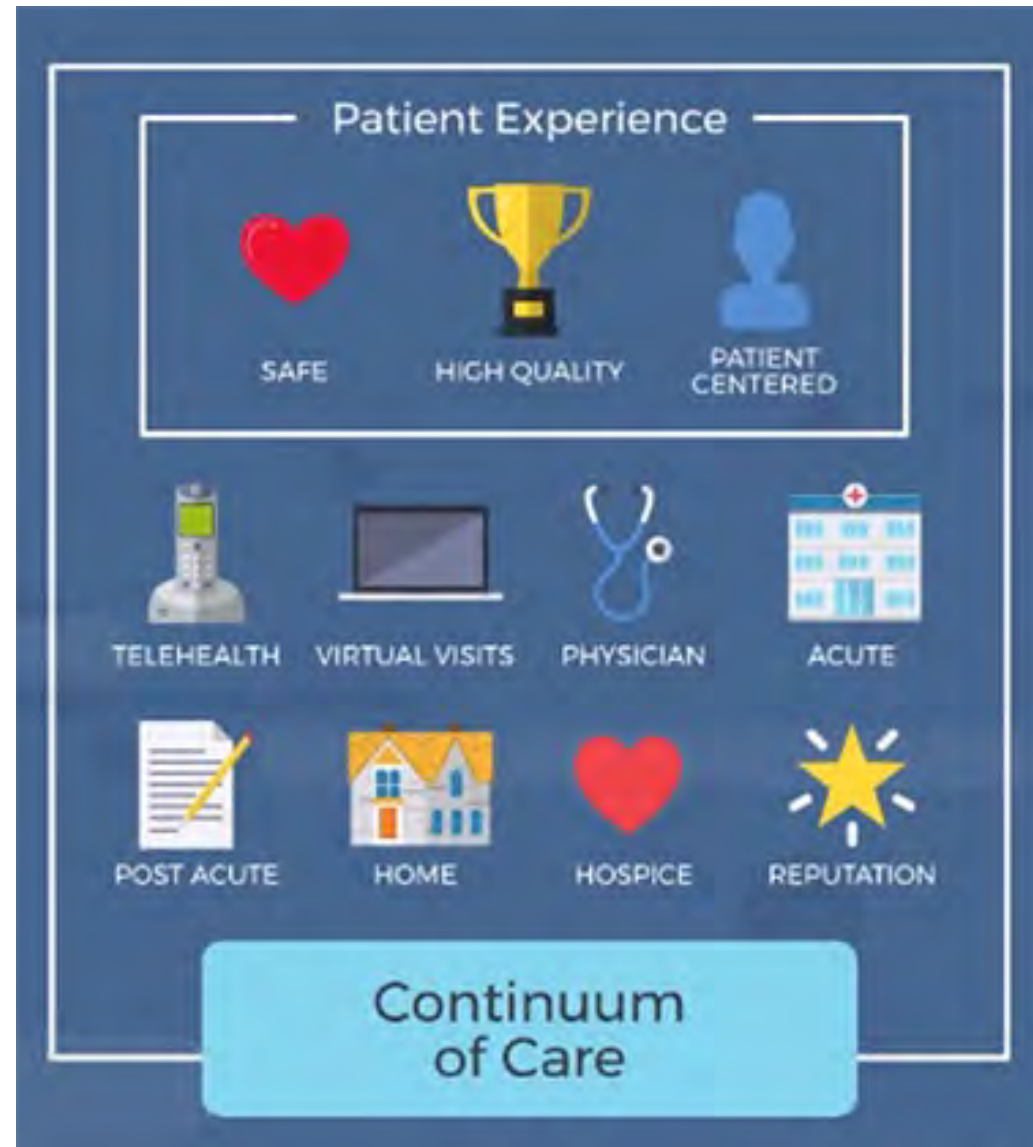 Patient Experience
SAFE
HIGH QUALITY
PATIENT
CENTERED
TELEHEALTH
VIRTUAL VISITS
PHYSICIAN
ACUTE
POST ACUTE
HOME
HOSPICE
REPUTATION
Continuum
of Care